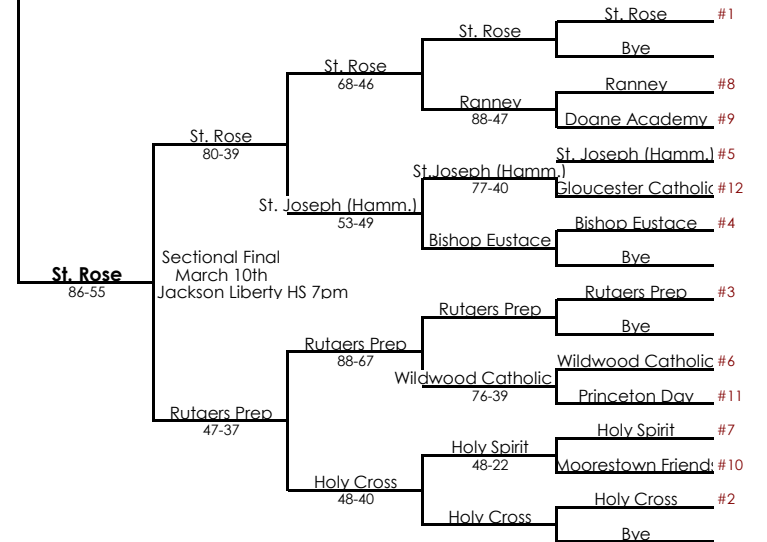 St. Rose #1
St. Rose
Bye
St. Rose
68-46
Ranney #8
Ranney
88-47
Doane Academy #9
St. Rose
80-39
St. Joseph (Hamm.) #5
St.Joseph (Hamm.)
77-40
Gloucester Catholic #12
St. Joseph (Hamm.)
53-49
Bishop Eustace #4
Bishop Eustace
Bye
Sectional Final
March 10th
Jackson Liberty HS 7pm
St. Rose
86-55
Rutgers Prep #3
Rutgers Prep
Bye
Rutgers Prep
88-67
Wildwood Catholic #6
Wildwood Catholic
76-39
Princeton Day #11
Rutgers Prep
47-37
Holy Spirit #7
Holy Spirit
48-22
Moorestown Friends #10
Holy Cross
48-40
Holy Cross #2
Holy Cross
Bye